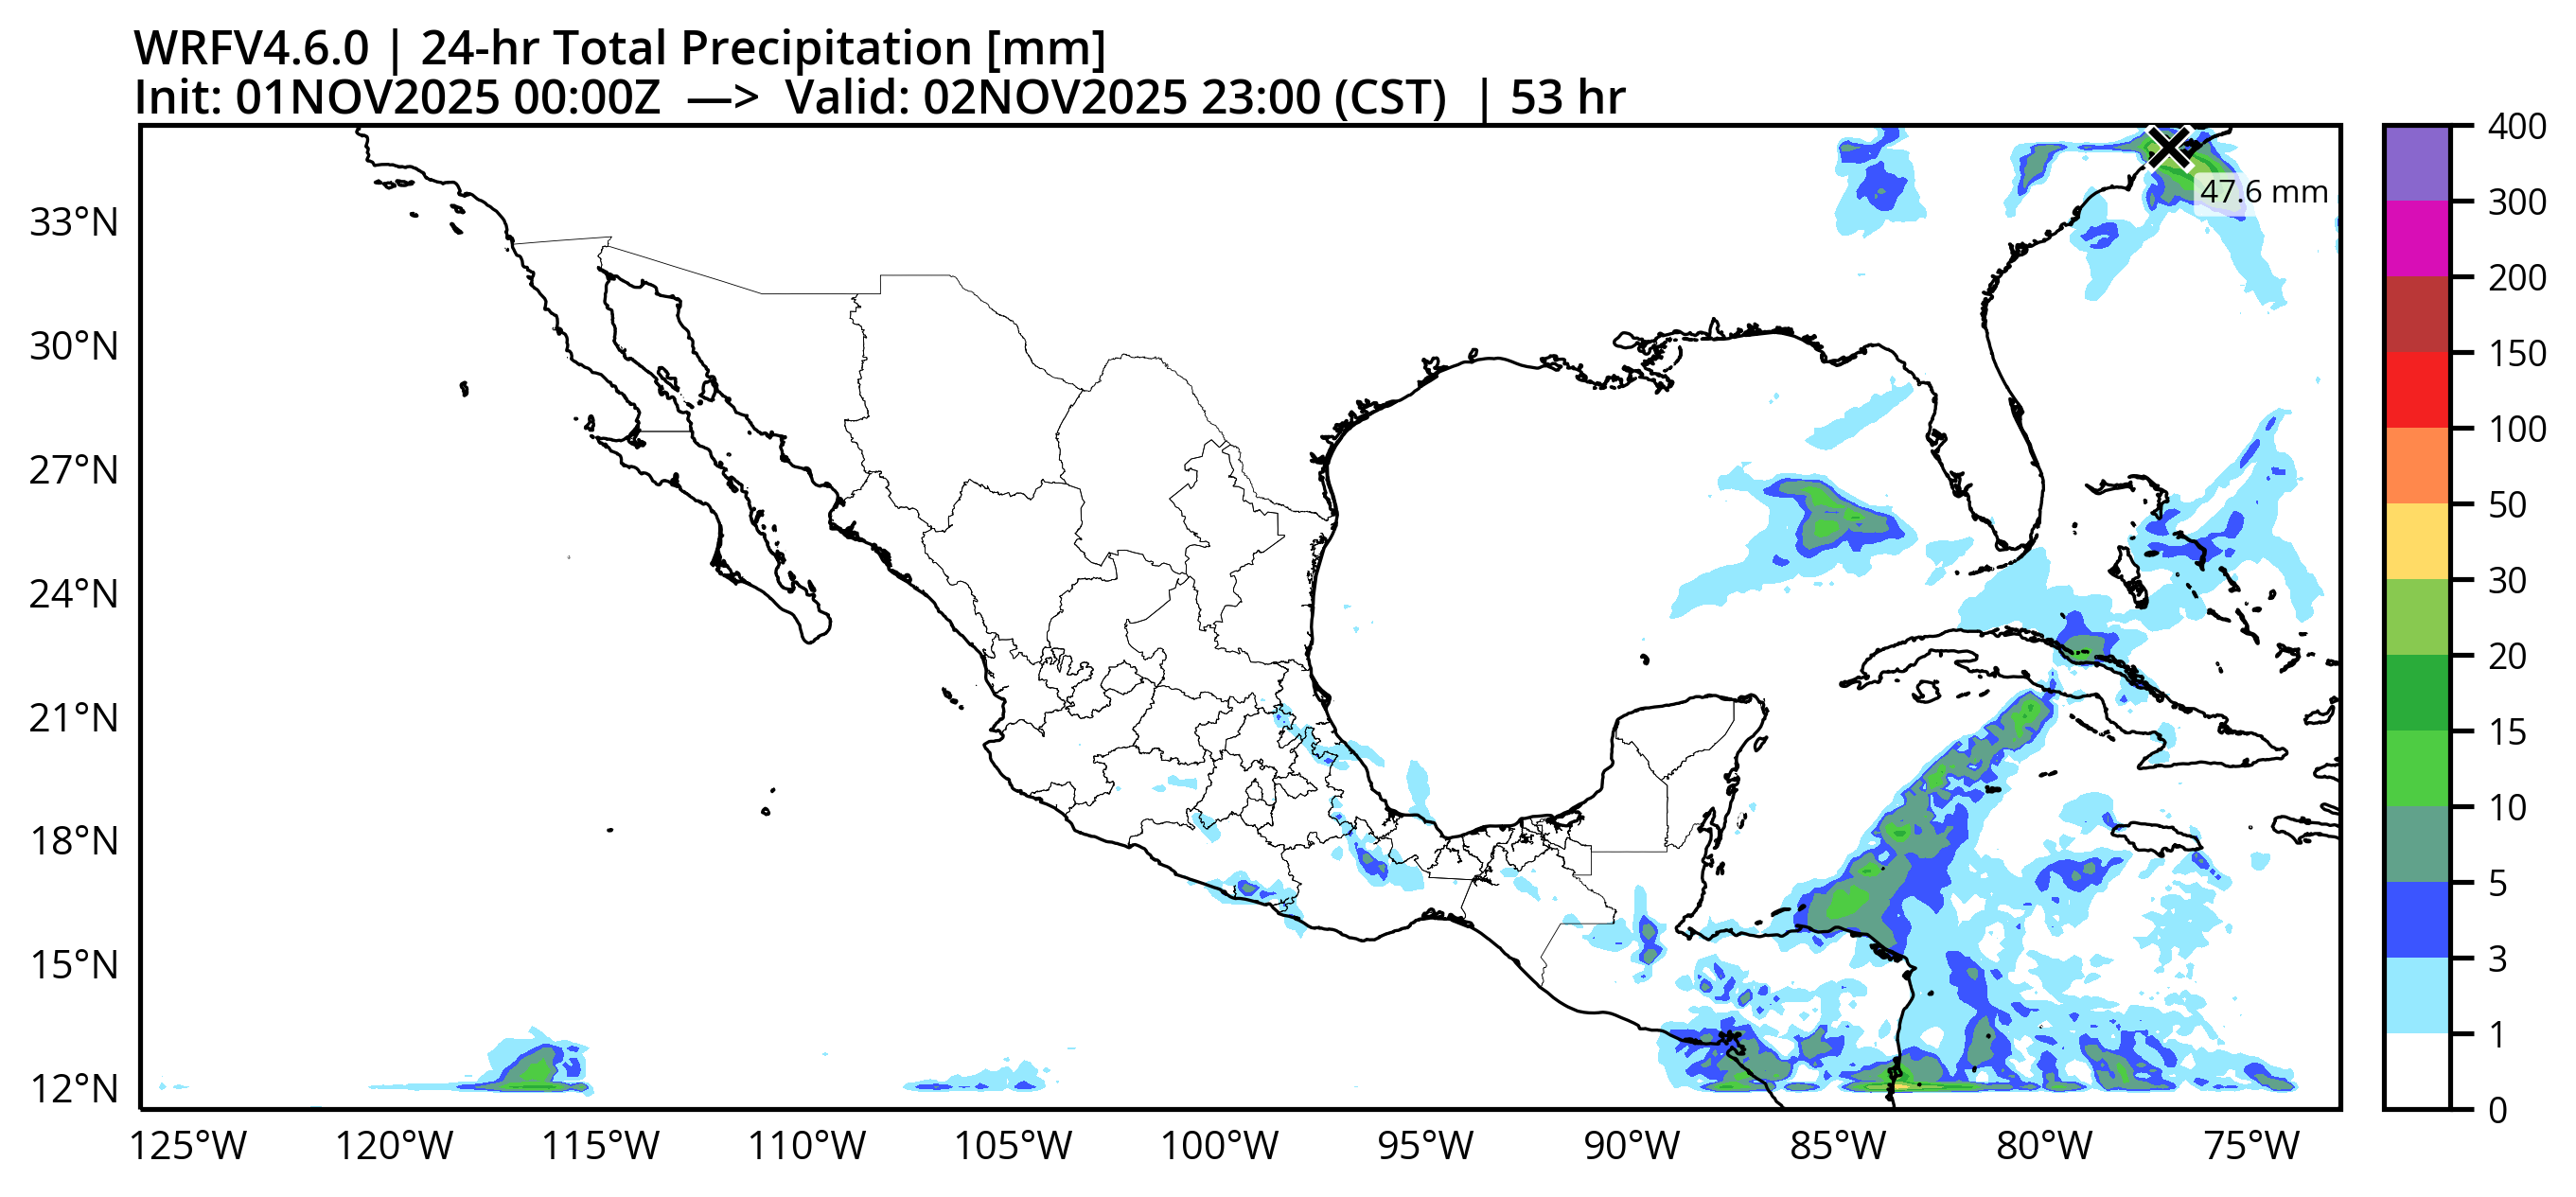 WRFV4.6.0 | 24-hr Total Precipitation [mm]
Init: 01NOV2025 00:00Z —> Valid: 02NOV2025 23:00 (CST) | 53 hr
47.6 mm
33°N
30°N
27°N
24°N
21°N
18°N
15°N
12°N
125°W 120°W 115°W 110°W 105°W 100°W 95°W 90°W 85°W 80°W 75°W
400
300
200
150
100
50
30
20
15
10
5
3
1
0